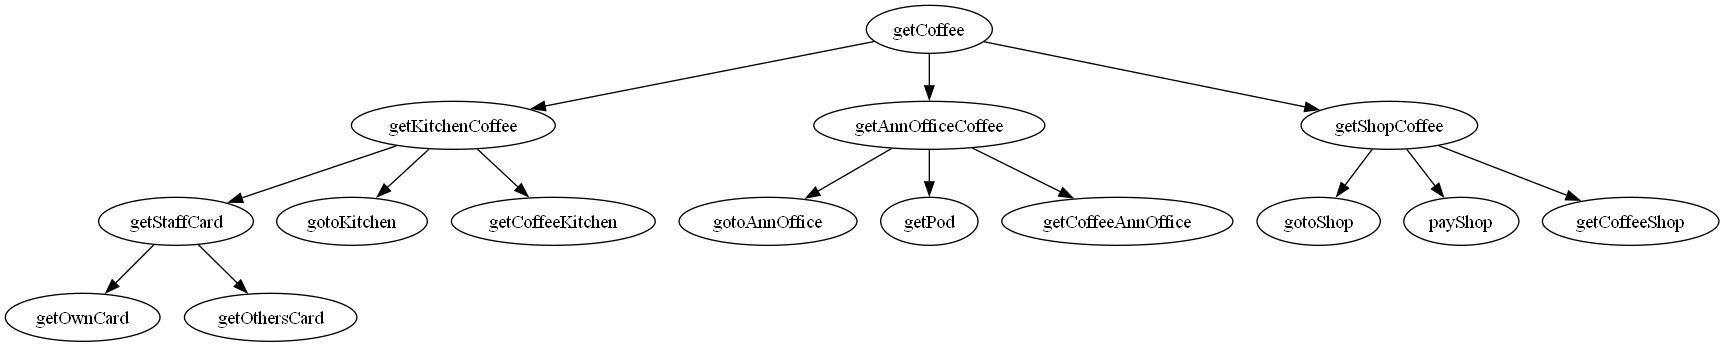 getCoffee
getKitchenCoffee
getAnnOfficeCoffee
getShopCoffee
getStaffCard
gotoKitchen
getCoffeeKitchen
gotoAnnOffice
getPod
getCoffeeAnnOffice
gotoShop
payShop
getCoffeeShop
getOwnCard
getOthersCard